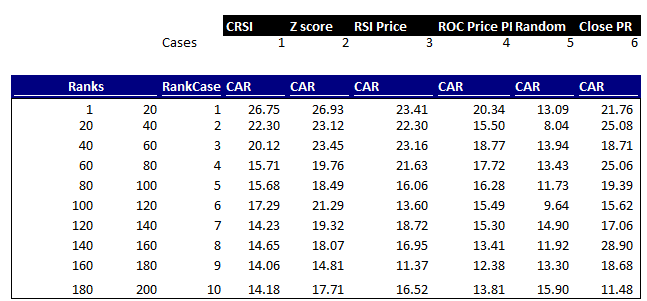 CRSI Z score RSI Price ROC Price PI Random Close PR
Cases 1 2 3 4 5 6
Ranks RankCase CAR CAR CAR CAR CAR CAR
1 20 1 26.75 26.93 23.41 20.34 13.09 21.76
20 40 2 22.30 23.12 22.30 15.50 8.04 25.08
40 60 3 20.12 23.45 23.16 18.77 13.94 18.71
60 80 4 15.71 19.76 21.63 17.72 13.43 25.06
80 100 5 15.68 18.49 16.06 16.28 11.73 19.39
100 120 6 17.29 21.29 13.60 15.49 9.64 15.62
120 140 7 14.23 19.32 18.72 15.30 14.90 17.06
140 160 8 14.65 18.07 16.95 13.41 11.92 28.90
160 180 9 14.06 14.81 11.37 12.38 13.30 18.68
180 200 10 14.18 17.71 16.52 13.81 15.90 11.48